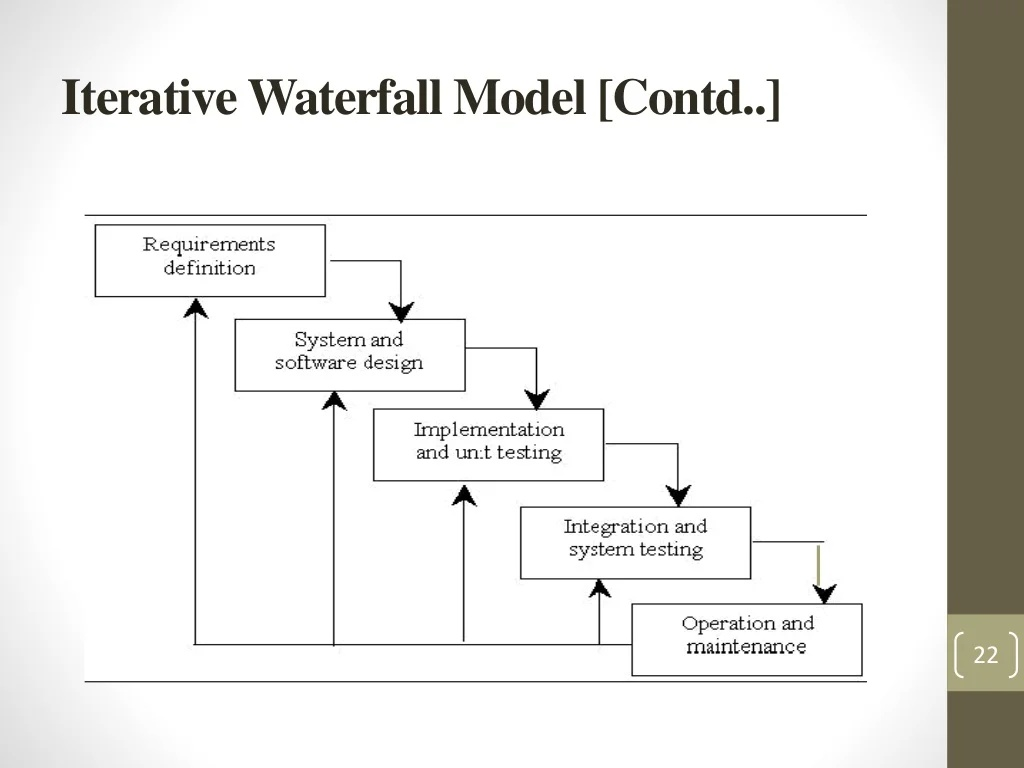 Iterative Waterfall Model [Contd..]
Requirements
definition
System and
software design
Implementation
and un:t testing
Integration and
system testing
Operation and
maintenance
22